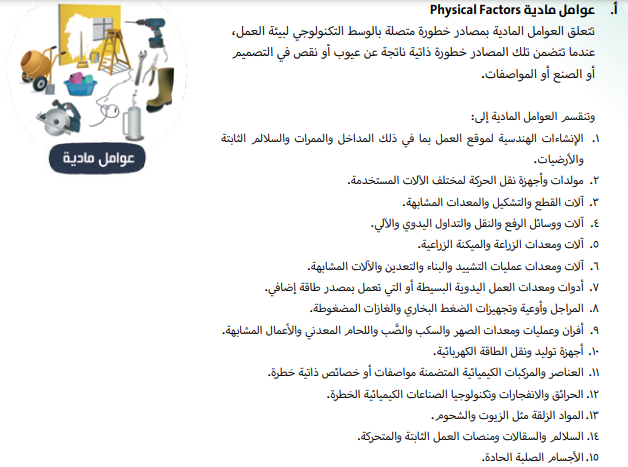 أ. عوامل مادية Physical Factors
تتعلق العوامل المادية بمصادر خطورة متصلة بالوسط التكنولوجي لبيئة العمل،
عندما تتضمن تلك المصادر خطورة ذاتية ناتجة عن عيوب أو نقص في التصميم
أو الصنع أو المواصفات.
عوامل مادية
وتنقسم العوامل المادية إلى:
١. الإنشاءات الهندسية لموقع العمل بما في ذلك المداخل والممرات والسلالم الثابتة
والأرضيات.
٢. مولدات وأجهزة نقل الحركة لمختلف الآلات المستخدمة.
٣. آلات القطع والتشكيل والمعدات المشابهة.
٤. آلات ووسائل الرفع والنقل والتداول اليدوي والآلي.
٥. آلات ومعدات الزراعة والميكنة الزراعية.
٦. آلات ومعدات عمليات التشييد والبناء والتعدين والآلات المشابهة.
٧. أدوات ومعدات العمل اليدوية البسيطة أو التي تعمل بمصدر طاقة إضافي.
٨. المراجل وأوعية وتجهيزات الضغط البخاري والغازات المضغوطة.
٩. أفران وعمليات ومعدات الصهر والسكب والصَّب واللحام المعدني والأعمال المشابهة.
١٠. أجهزة توليد ونقل الطاقة الكهربائية.
١١. العناصر والمركبات الكيميائية المتضمنة مواصفات أو خصائص ذاتية خطرة.
١٢. الحرائق والانفجارات وتكنولوجيا الصناعات الكيميائية الخطرة.
١٣. المواد الزلقة مثل الزيوت والشحوم.
١٤. السلالم والسقالات ومنصات العمل الثابتة والمتحركة.
١٥. الأجسام الصلبة الحادة.